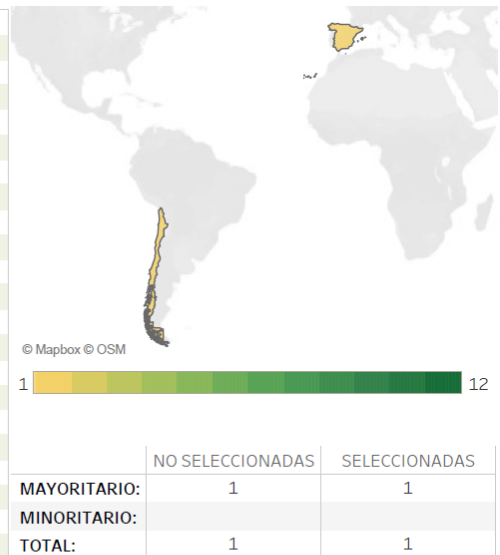 © Mapbox © OSM
1 12
NO SELECCIONADAS SELECCIONADAS
MAYORITARIO: 1 1
MINORITARIO:
TOTAL: 1 1